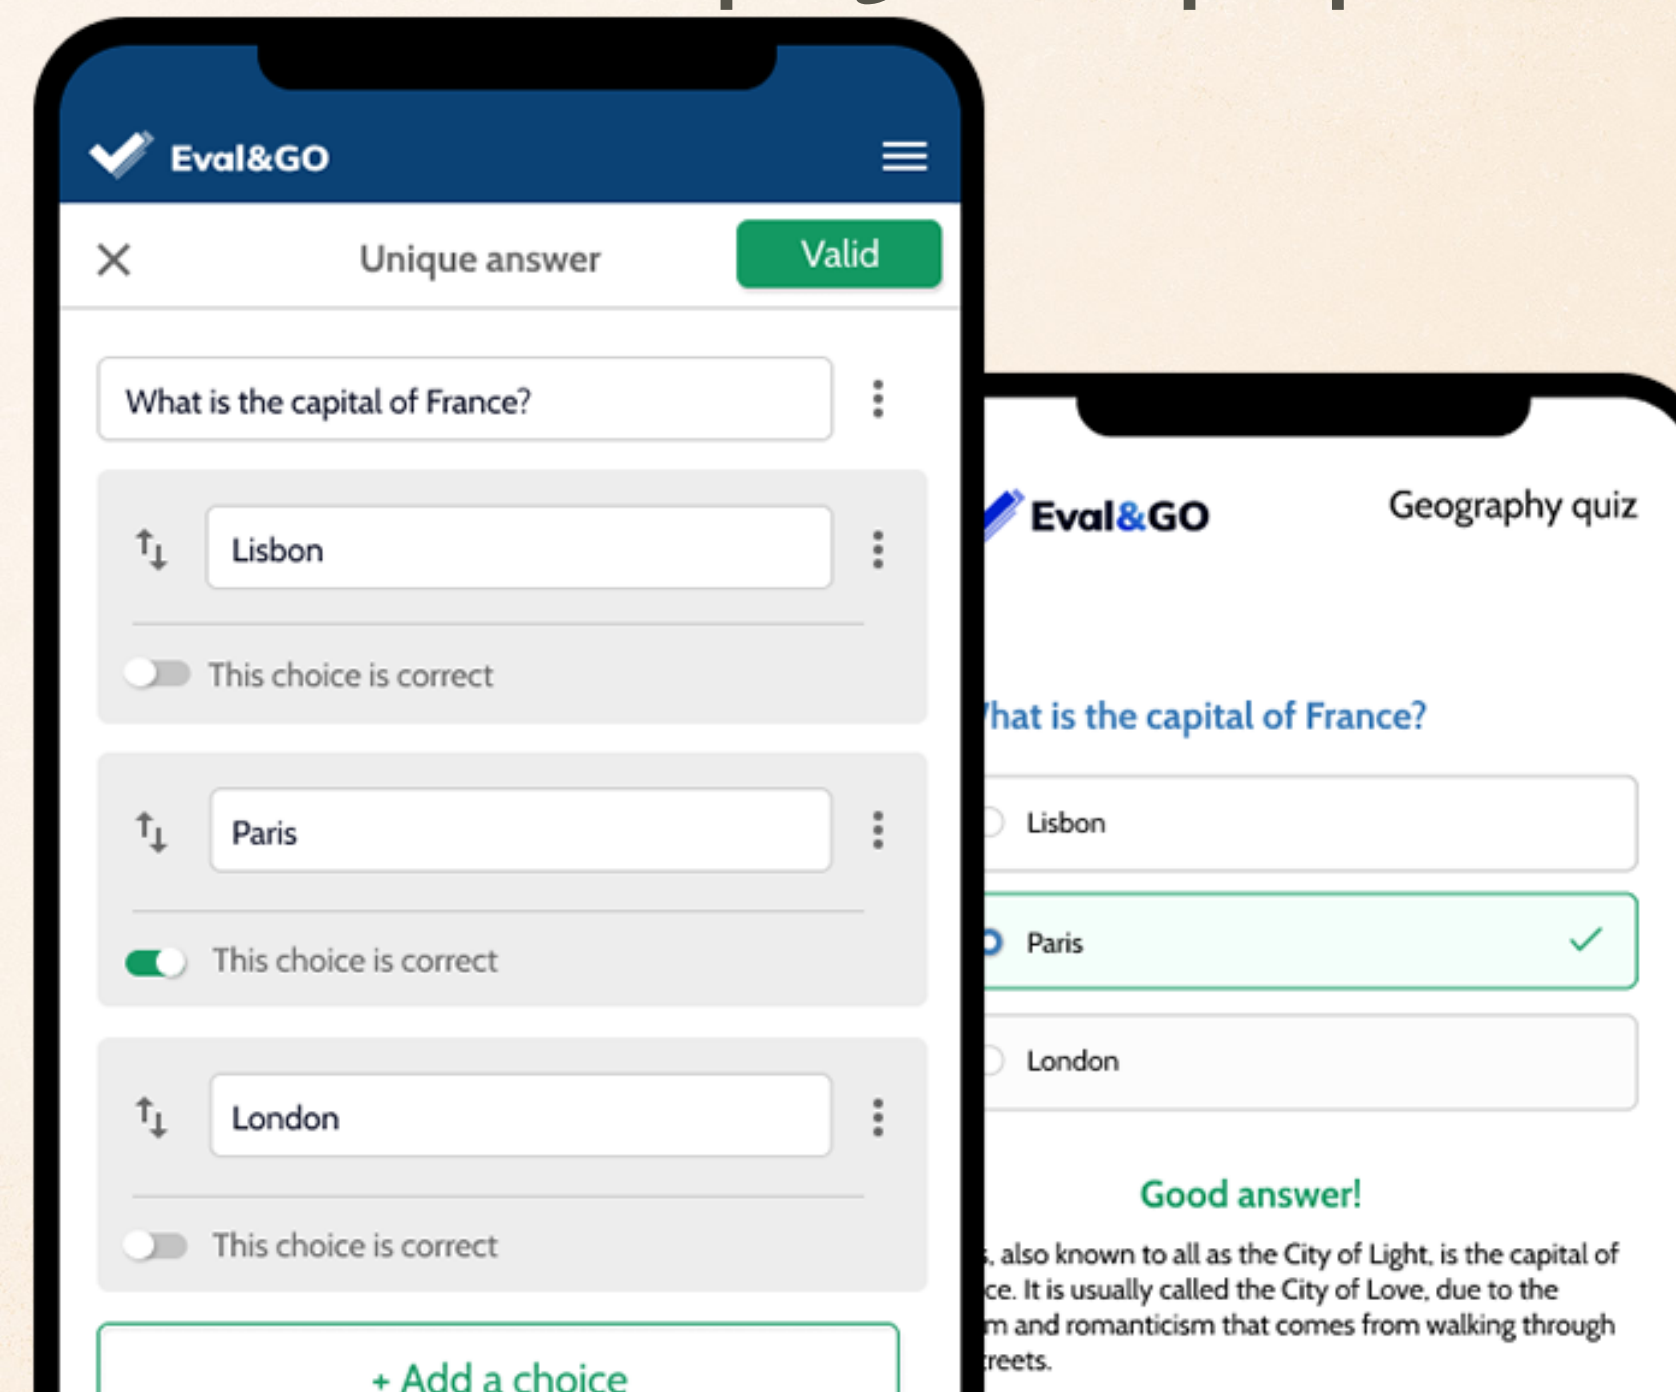 Eval&GO
Unique answer
Valid
What is the capital of France?
Lisbon
This choice is correct
Paris
This choice is correct
London
This choice is correct
+ Add a choice
Eval&GO
Geography quiz
hat is the capital of France?
Lisbon
Paris
London
Good answer!
, also known to all as the City of Light, is the capital of
ce. It is usually called the City of Love, due to the
m and romanticism that comes from walking through
reets.